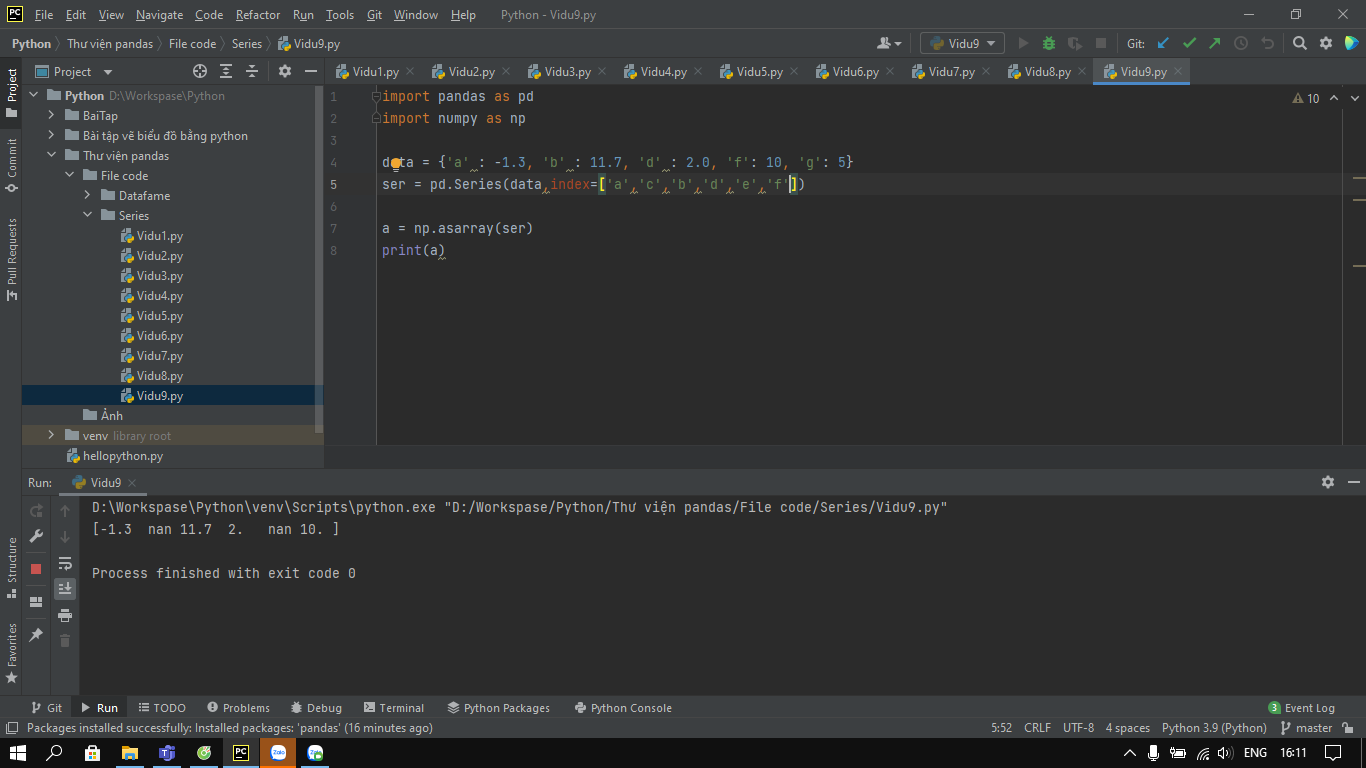 File Edit View Navigate Code Refactor Run Tools Git Window Help Python - Vidu9.py
Python Thư viện pandas File code Series Vidu9.py Vidu9 Git:
Project Vidu1.py Vidu2.py Vidu3.py Vidu4.py Vidu5.py Vidu6.py Vidu7.py Vidu8.py Vidu9.py
Project
Commit
Pull Requests
Structure
Favorites
Python D:\Workspase\Python
BaiTap
Bài tập vẽ biểu đồ bằng python
Thư viện pandas
File code
Datafame
Series
Vidu1.py
Vidu2.py
Vidu3.py
Vidu4.py
Vidu5.py
Vidu6.py
Vidu7.py
Vidu8.py
Vidu9.py
Ảnh
venv library root
hellopython.py
10
1 import pandas as pd
2 import numpy as np
3
4 data = {'a' : -1.3, 'b' : 11.7, 'd' : 2.0, 'f': 10, 'g': 5}
5 ser = pd.Series(data,index=['a','c','b','d','e','f'])
6
7 a = np.asarray(ser)
8 print(a)
Run: Vidu9
D:\Workspase\Python\venv\Scripts\python.exe "D:/Workspase/Python/Thư viện pandas/File code/Series/Vidu9.py"
[-1.3  nan 11.7  2.   nan 10. ]
Process finished with exit code 0
Git Run TODO Problems Debug Terminal Python Packages Python Console 3 Event Log
Packages installed successfully: Installed packages: 'pandas' (16 minutes ago) 5:52 CRLF UTF-8 4 spaces Python 3.9 (Python) master
PC Zalo ENG 16:11